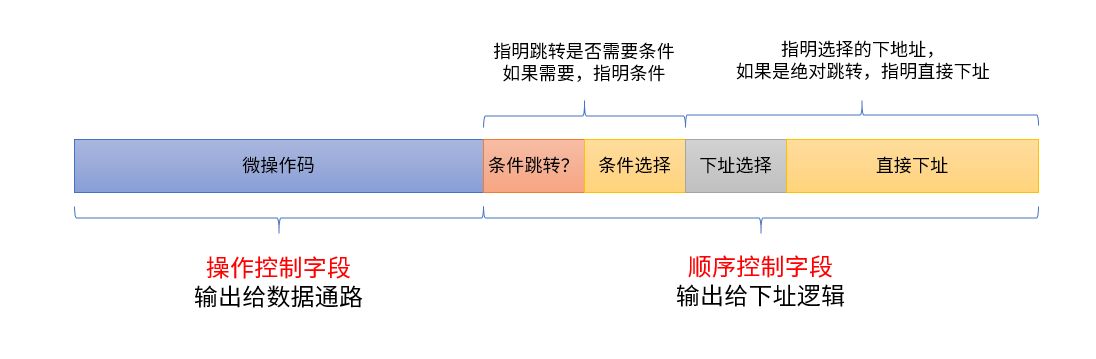 指明跳转是否需要条件
如果需要，指明条件
指明选择的下地址，
如果是绝对跳转，指明直接下址
微操作码
条件跳转？
条件选择
下址选择
直接下址
操作控制字段
输出给数据通路
顺序控制字段
输出给下址逻辑